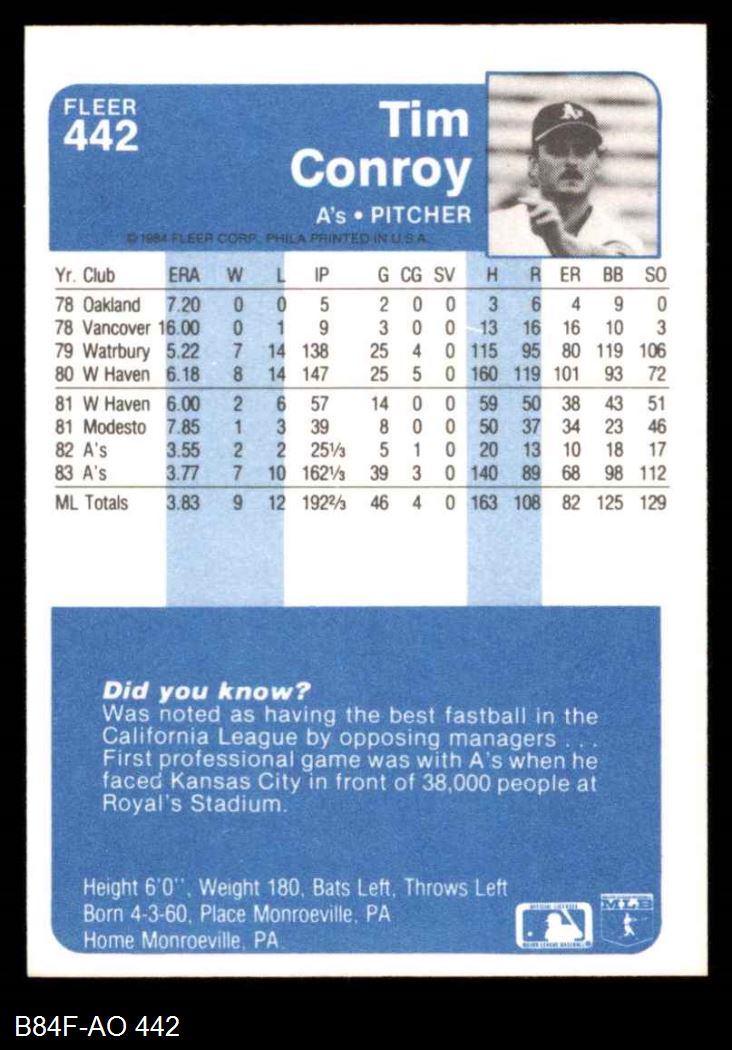 FLEER
442
Tim
Conroy
A's • PITCHER
© 1984 FLEER CORP., PHILA PRINTED IN U.S.A.
Yr. Club ERA W L IP G CG SV H R ER BB SO
78 Oakland 7.20 0 0 5 2 0 0 3 6 4 9 0
78 Vancover 16.00 0 1 9 3 0 0 13 16 16 10 3
79 Watrbury 5.22 7 14 138 25 4 0 115 95 80 119 106
80 W Haven 6.18 8 14 147 25 5 0 160 119 101 93 72
81 W Haven 6.00 2 6 57 14 0 0 59 50 38 43 51
81 Modesto 7.85 1 3 39 8 0 0 50 37 34 23 46
82 A's 3.55 2 2 25⅓ 5 1 0 20 13 10 18 17
83 A's 3.77 7 10 162⅓ 39 3 0 140 89 68 98 112
ML Totals 3.83 9 12 192⅔ 46 4 0 163 108 82 125 129
Did you know?
Was noted as having the best fastball in the
California League by opposing managers . . .
First professional game was with A's when he
faced Kansas City in front of 38,000 people at
Royal's Stadium.
Height 6'0'', Weight 180, Bats Left, Throws Left
Born 4-3-60, Place Monroeville, PA
Home Monroeville, PA
MLB
B84F-AO 442